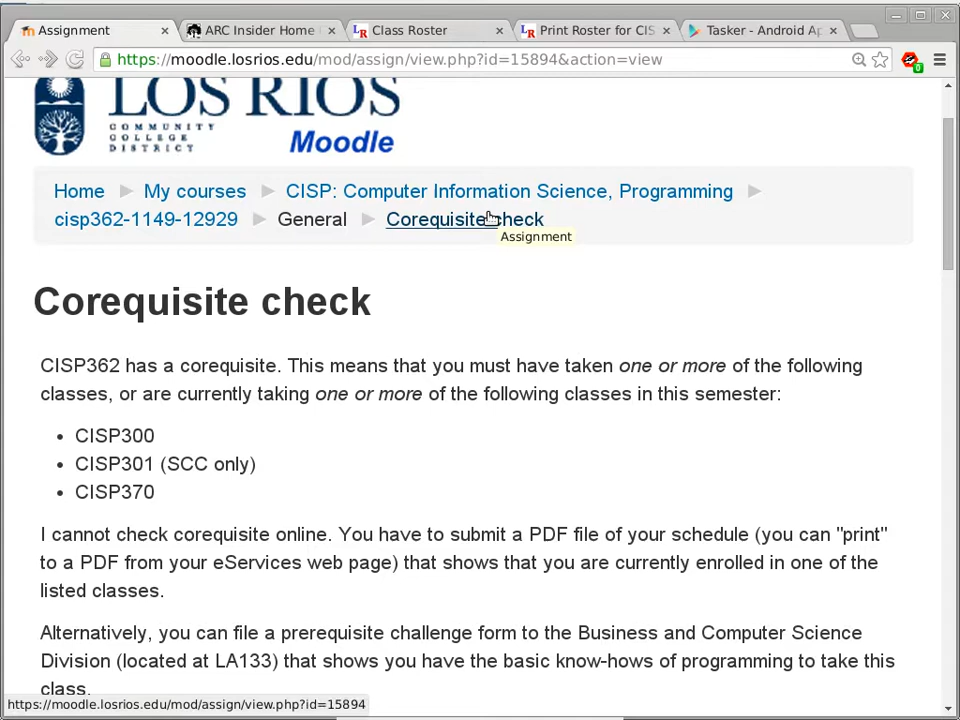 Assignment
ARC Insider Home
Class Roster
Print Roster for CIS
Tasker - Android Ap
https://moodle.losrios.edu/mod/assign/view.php?id=15894&action=view
0
LOS RIOS
COMMUNITY
COLLEGE
DISTRICT
Moodle
Home
My courses
CISP: Computer Information Science, Programming
cisp362-1149-12929
General
Corequisite check
Assignment
Corequisite check
CISP362 has a corequisite. This means that you must have taken one or more of the following
classes, or are currently taking one or more of the following classes in this semester:
• CISP300
• CISP301 (SCC only)
• CISP370
I cannot check corequisite online. You have to submit a PDF file of your schedule (you can "print"
to a PDF from your eServices web page) that shows that you are currently enrolled in one of the
listed classes.
Alternatively, you can file a prerequisite challenge form to the Business and Computer Science
Division (located at LA133) that shows you have the basic know-hows of programming to take this
class.
https://moodle.losrios.edu/mod/assign/view.php?id=15894